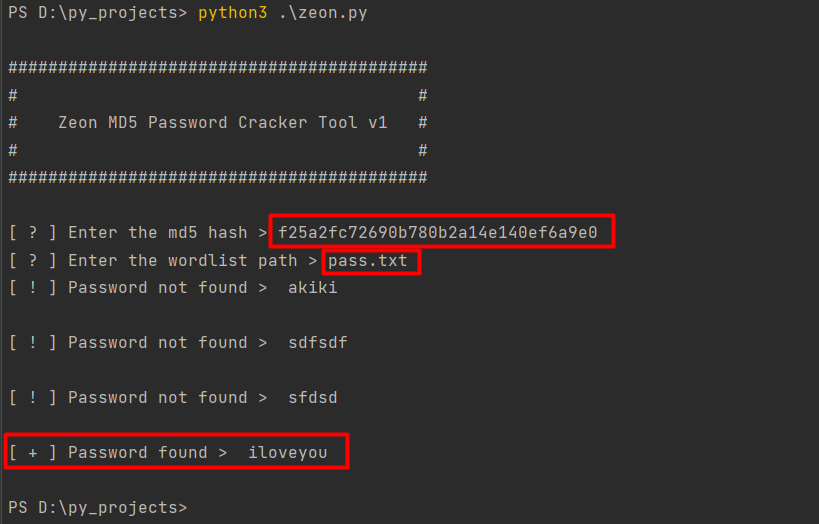 PS D:\py_projects> python3 .\zeon.py
##########################################
# #
# Zeon MD5 Password Cracker Tool v1 #
# #
##########################################
[ ? ] Enter the md5 hash > f25a2fc72690b780b2a14e140ef6a9e0
[ ? ] Enter the wordlist path > pass.txt
[ ! ] Password not found > akiki
[ ! ] Password not found > sdfsdf
[ ! ] Password not found > sfdsd
[ + ] Password found > iloveyou
PS D:\py_projects>